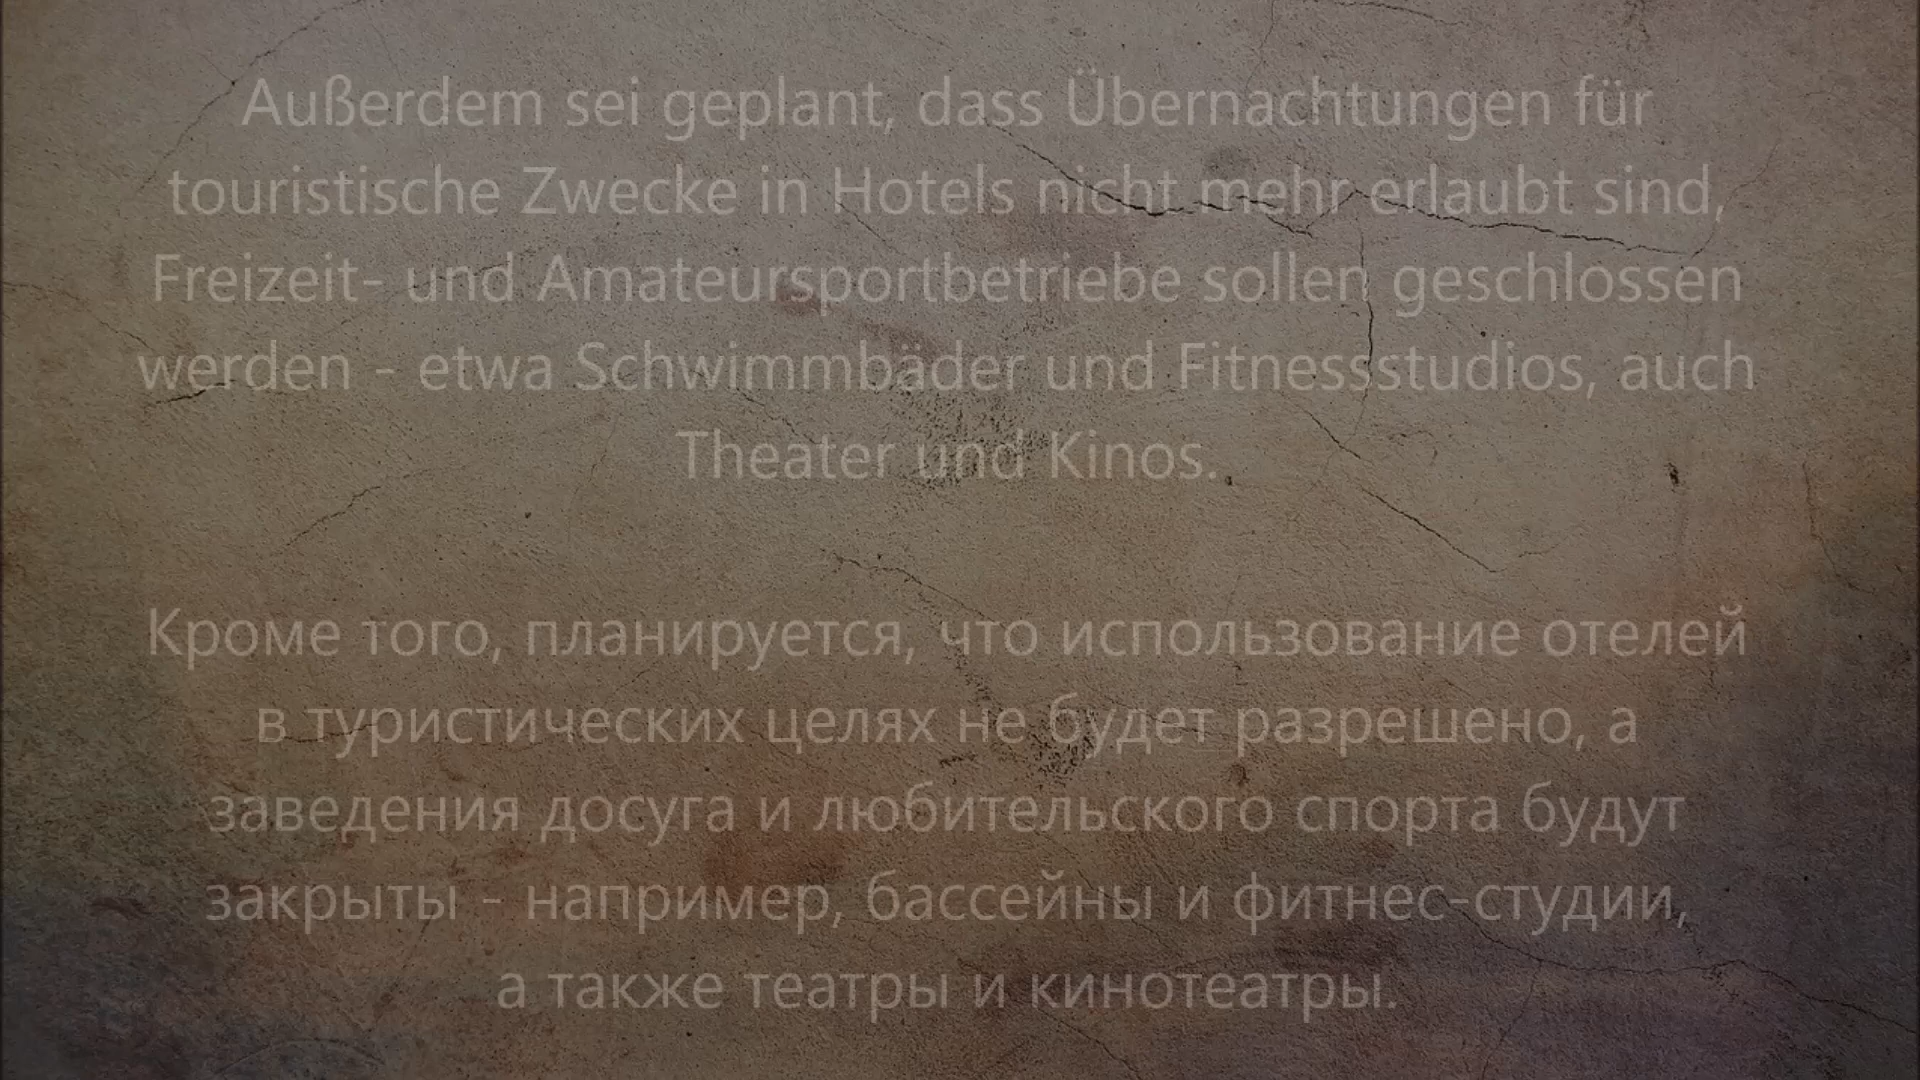 Außerdem sei geplant, dass Übernachtungen für
touristische Zwecke in Hotels nicht mehr erlaubt sind,
Freizeit- und Amateursportbetriebe sollen geschlossen
werden - etwa Schwimmbäder und Fitnessstudios, auch
Theater und Kinos.
Кроме того, планируется, что использование отелей
в туристических целях не будет разрешено, а
заведения досуга и любительского спорта будут
закрыты - например, бассейны и фитнес-студии,
а также театры и кинотеатры.